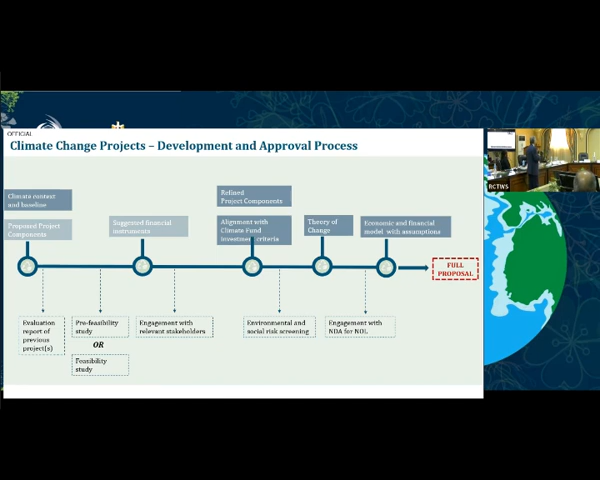 OFFICIAL
Climate Change Projects – Development and Approval Process
Climate context
and baseline
Proposed Project
Components
Suggested financial
instruments
Refined
Project Components
Alignment with
Climate Fund
investment criteria
Theory of
Change
Economic and financial
model with assumptions
FULL
PROPOSAL
Evaluation
report of
previous
project(s)
Pre-feasibility
study
OR
Feasibility
study
Engagement with
relevant stakeholders
Environmental and
social risk screening
Engagement with
NDA for NOL
RCTWS